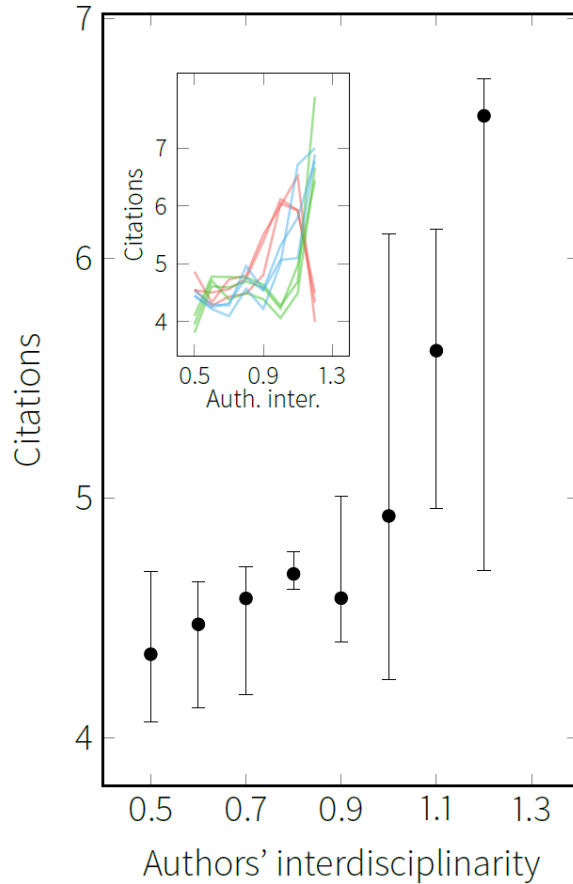 7
6
5
4
Citations
0.5 0.7 0.9 1.1 1.3
Authors’ interdisciplinarity
7
6
5
4
Citations
0.5 0.9 1.3
Auth. inter.